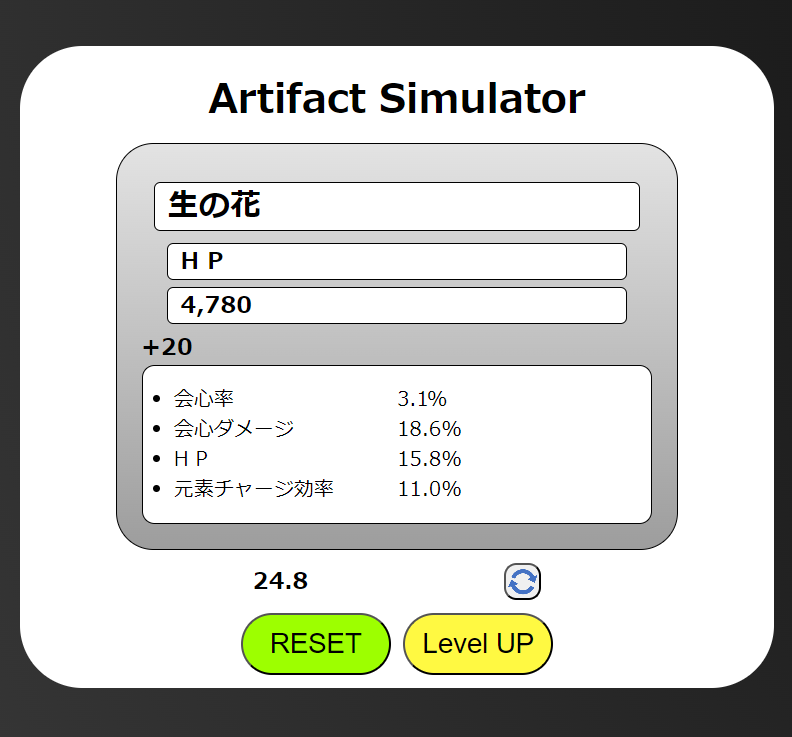 Artifact Simulator
生の花
ＨＰ
4,780
+20
会心率 3.1%
会心ダメージ 18.6%
ＨＰ 15.8%
元素チャージ効率 11.0%
24.8
RESET Level UP